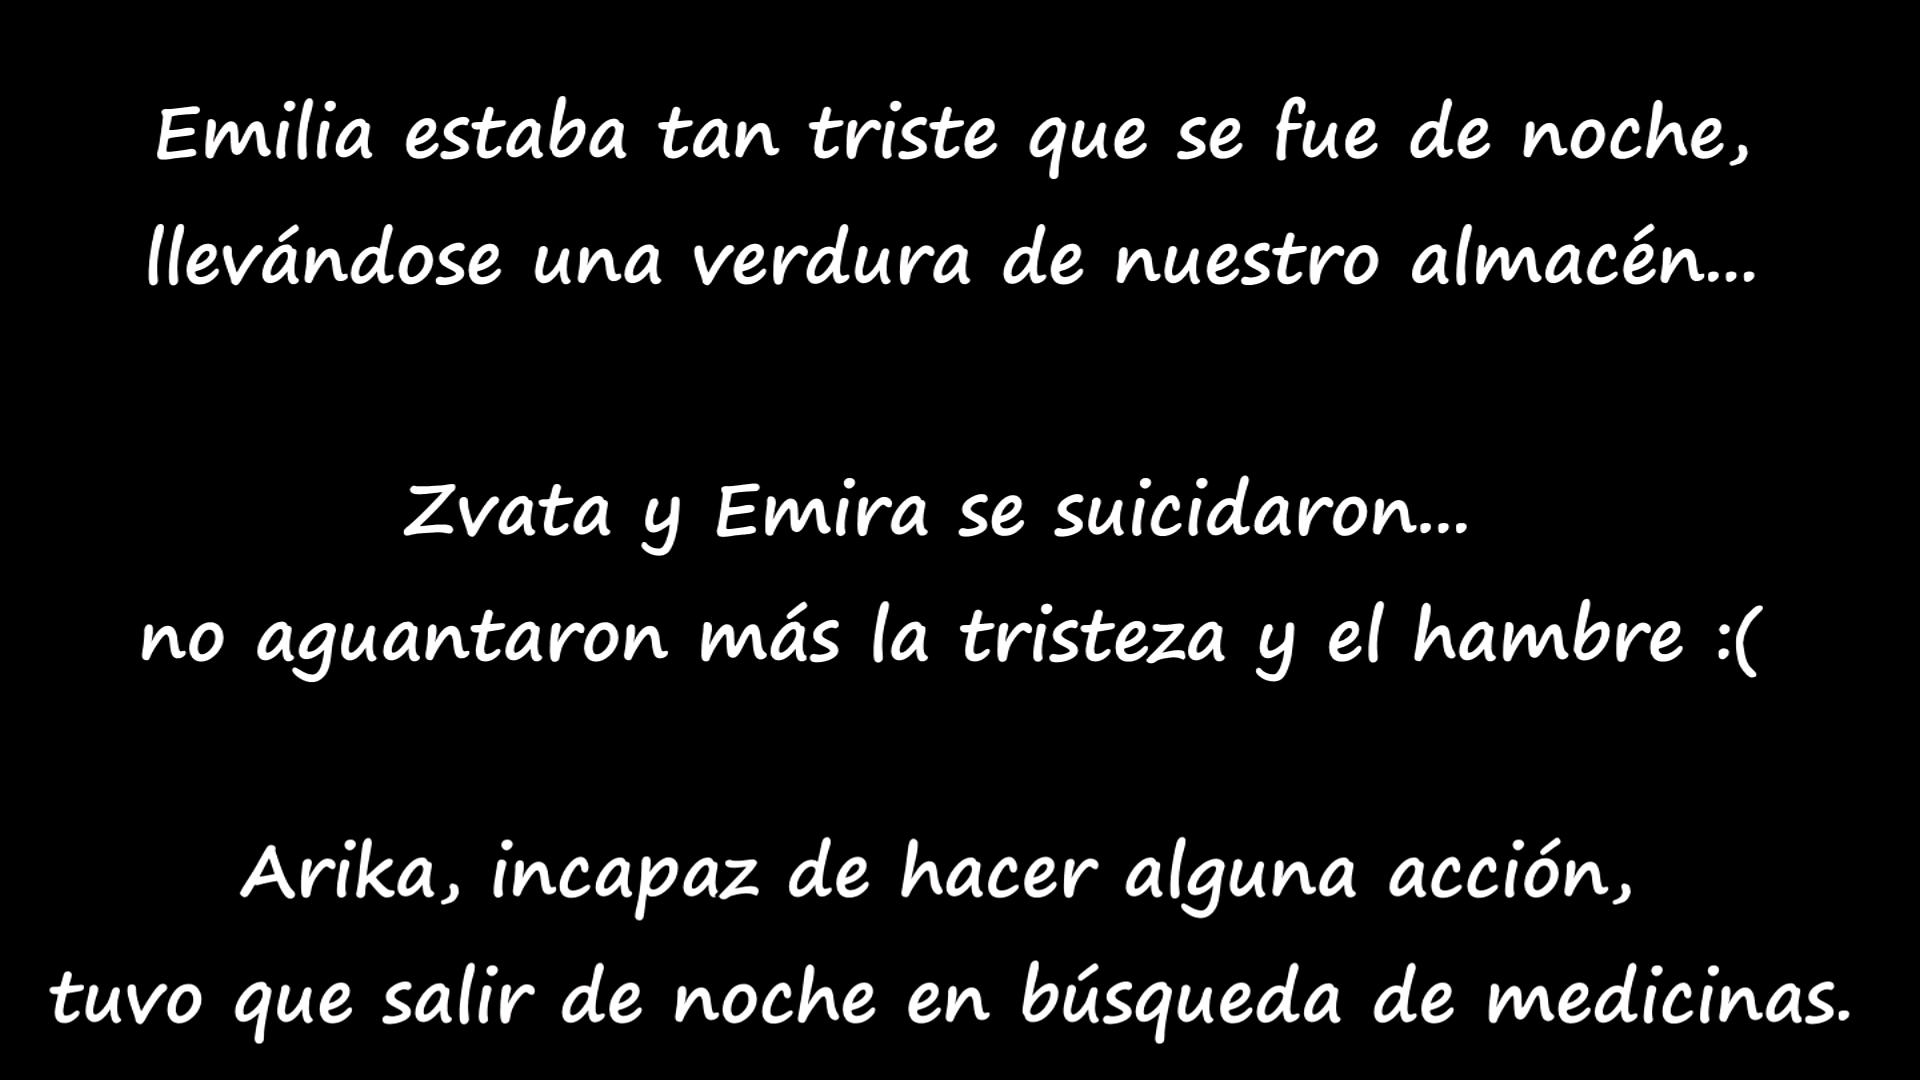 Emilia estaba tan triste que se fue de noche,
llevándose una verdura de nuestro almacén...
Zvata y Emira se suicidaron...
no aguantaron más la tristeza y el hambre :(
Arika, incapaz de hacer alguna acción,
tuvo que salir de noche en búsqueda de medicinas.